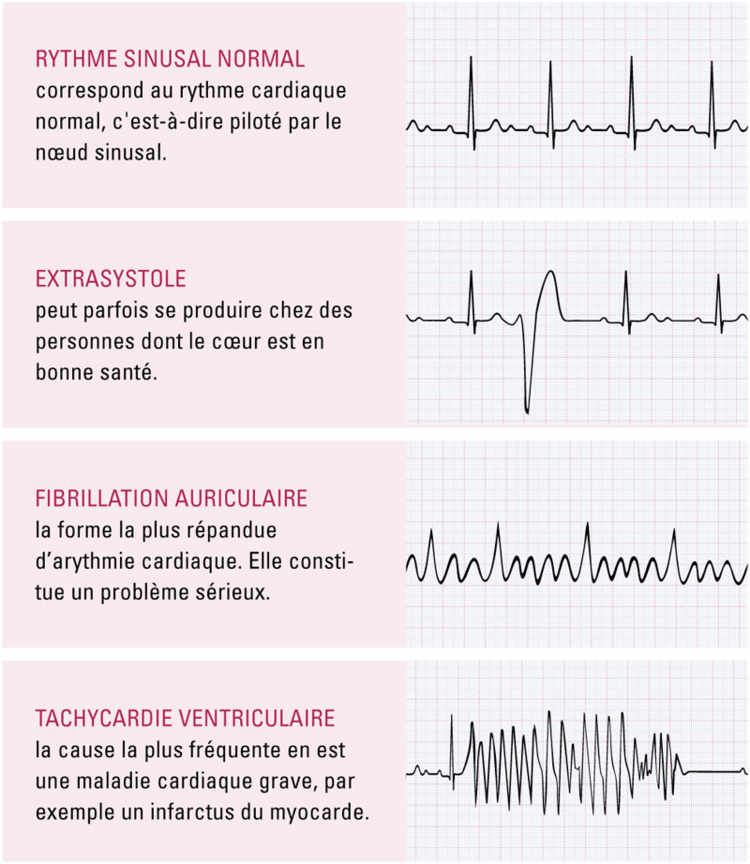 RYTHME SINUSAL NORMAL
correspond au rythme cardiaque
normal, c'est-à-dire piloté par le
nœud sinusal.
EXTRASYSTOLE
peut parfois se produire chez des
personnes dont le cœur est en
bonne santé.
FIBRILLATION AURICULAIRE
la forme la plus répandue
d’arythmie cardiaque. Elle consti-
tue un problème sérieux.
TACHYCARDIE VENTRICULAIRE
la cause la plus fréquente en est
une maladie cardiaque grave, par
exemple un infarctus du myocarde.